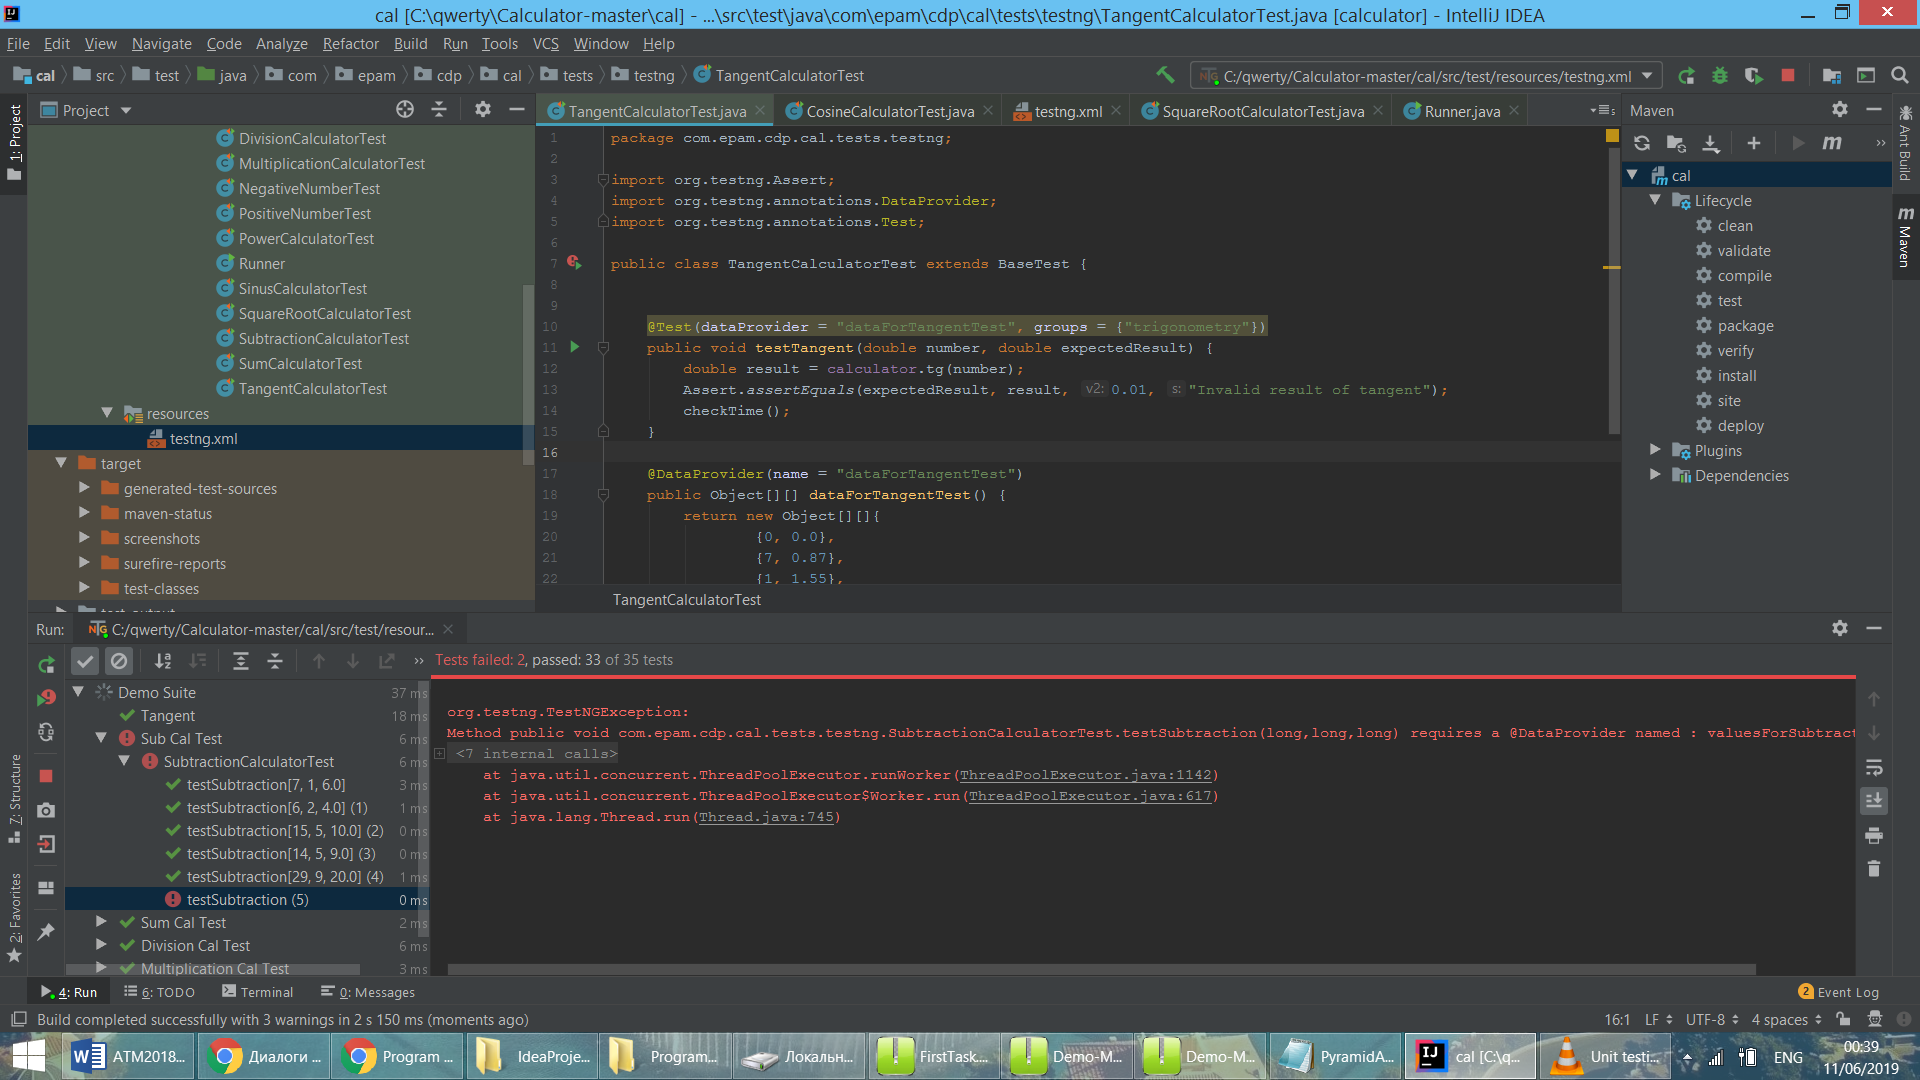 cal [C:\qwerty\Calculator-master\cal] - ...\src\test\java\com\epam\cdp\cal\tests\testng\TangentCalculatorTest.java [calculator] - IntelliJ IDEA
File Edit View Navigate Code Analyze Refactor Build Run Tools VCS Window Help
cal src test java com epam cdp cal tests testng TangentCalculatorTest
C:/qwerty/Calculator-master/cal/src/test/resources/testng.xml
1: Project
7: Structure
2: Favorites
Project
DivisionCalculatorTest
MultiplicationCalculatorTest
NegativeNumberTest
PositiveNumberTest
PowerCalculatorTest
Runner
SinusCalculatorTest
SquareRootCalculatorTest
SubtractionCalculatorTest
SumCalculatorTest
TangentCalculatorTest
resources
testng.xml
target
generated-test-sources
maven-status
screenshots
surefire-reports
test-classes
TangentCalculatorTest.java CosineCalculatorTest.java testng.xml SquareRootCalculatorTest.java Runner.java
1 package com.epam.cdp.cal.tests.testng;
2
3 import org.testng.Assert;
4 import org.testng.annotations.DataProvider;
5 import org.testng.annotations.Test;
6
7 public class TangentCalculatorTest extends BaseTest {
8
9
10 @Test(dataProvider = "dataForTangentTest", groups = {"trigonometry"})
11 public void testTangent(double number, double expectedResult) {
12 double result = calculator.tg(number);
13 Assert.assertEquals(expectedResult, result, v2: 0.01, s: "Invalid result of tangent");
14 checkTime();
15 }
16
17 @DataProvider(name = "dataForTangentTest")
18 public Object[][] dataForTangentTest() {
19 return new Object[][]{
20 {0, 0.0},
21 {7, 0.87},
22 {1, 1.55},
TangentCalculatorTest
Maven
cal
Lifecycle
clean
validate
compile
test
package
verify
install
site
deploy
Plugins
Dependencies
Ant Build
Maven
Run: C:/qwerty/Calculator-master/cal/src/test/resour...
Tests failed: 2, passed: 33 of 35 tests
Demo Suite 37 ms
Tangent 18 ms
Sub Cal Test 6 ms
SubtractionCalculatorTest 6 ms
testSubtraction[7, 1, 6.0] 3 ms
testSubtraction[6, 2, 4.0] (1) 1 ms
testSubtraction[15, 5, 10.0] (2) 0 ms
testSubtraction[14, 5, 9.0] (3) 0 ms
testSubtraction[29, 9, 20.0] (4) 1 ms
testSubtraction (5) 0 ms
Sum Cal Test 2 ms
Division Cal Test 6 ms
Multiplication Cal Test 3 ms
org.testng.TestNGException:
Method public void com.epam.cdp.cal.tests.testng.SubtractionCalculatorTest.testSubtraction(long,long,long) requires a @DataProvider named : valuesForSubtract
<7 internal calls>
at java.util.concurrent.ThreadPoolExecutor.runWorker(ThreadPoolExecutor.java:1142)
at java.util.concurrent.ThreadPoolExecutor$Worker.run(ThreadPoolExecutor.java:617)
at java.lang.Thread.run(Thread.java:745)
4: Run 6: TODO Terminal 0: Messages
2 Event Log
Build completed successfully with 3 warnings in 2 s 150 ms (moments ago)
16:1 LF UTF-8 4 spaces
ATM2018... Диалоги ... Program ... IdeaProje... Program... Локальн... FirstTask.... Demo-M... Demo-M... PyramidA... cal [C:\q... Unit testi...
ENG
00:39
11/06/2019